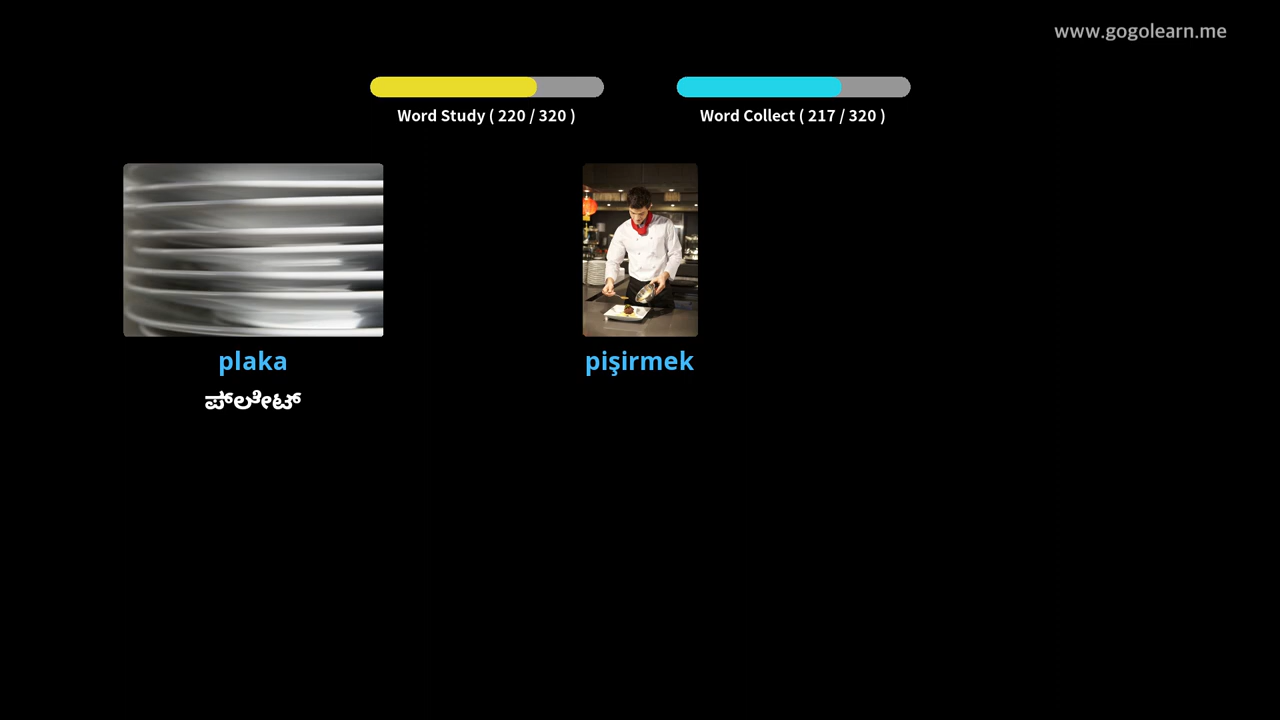 www.gogolearn.me
Word Study ( 220 / 320 )
Word Collect ( 217 / 320 )
plaka
pişirmek
ಪ್ಲೇಟ್